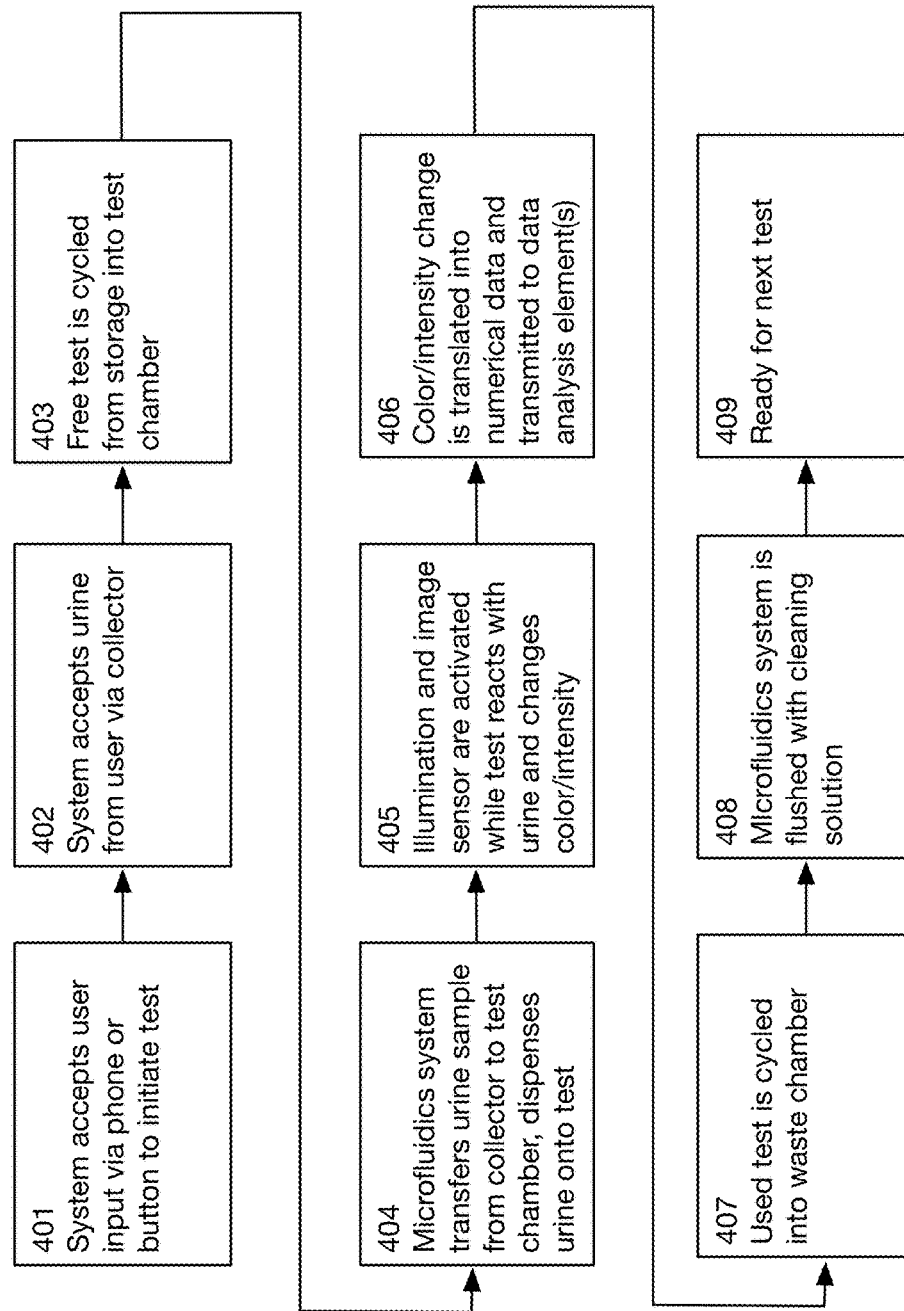 401
System accepts user
input via phone or
button to initiate test
402
System accepts urine
from user via collector
403
Free test is cycled
from storage into test
chamber
404
Microfluidics system
transfers urine sample
from collector to test
chamber, dispenses
urine onto test
405
Illumination and image
sensor are activated
while test reacts with
urine and changes
color/intensity
406
Color/intensity change
is translated into
numerical data and
transmitted to data
analysis element(s)
407
Used test is cycled
into waste chamber
408
Microfluidics system is
flushed with cleaning
solution
409
Ready for next test